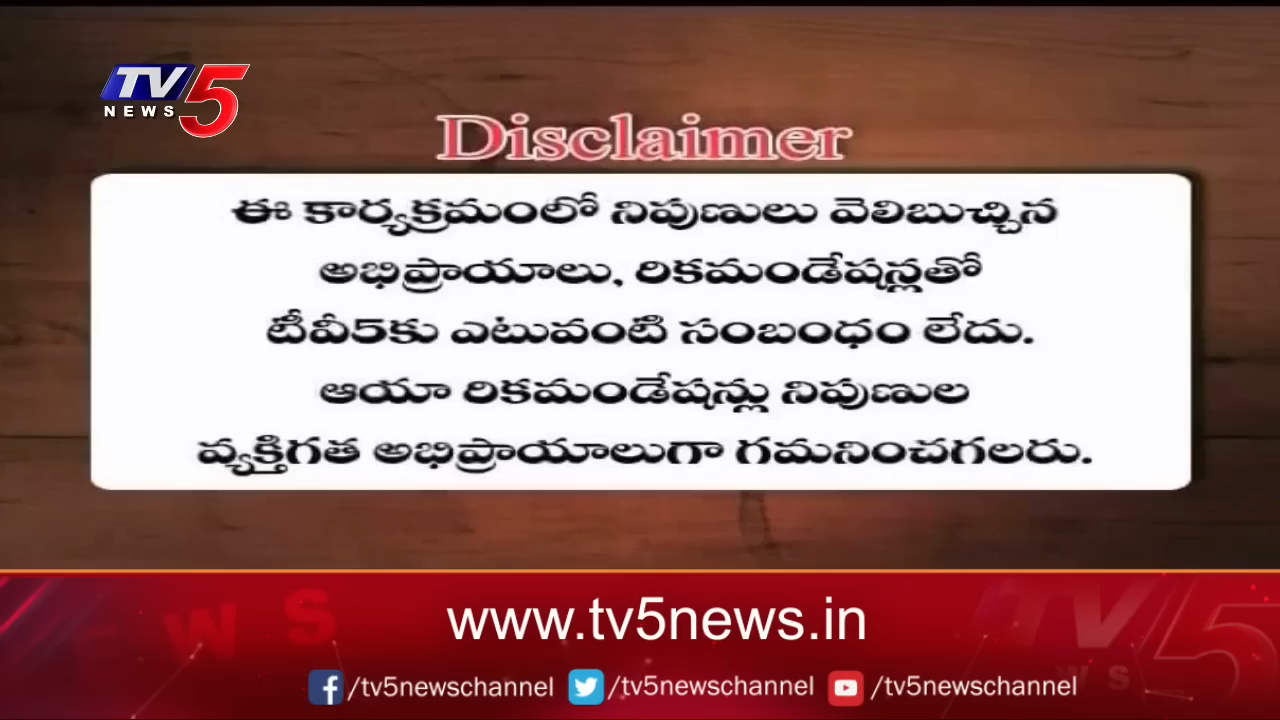 TV5
NEWS
Disclaimer
ఈ కార్యక్రమంలో నిపుణులు వెలిబుచ్చిన
అభిప్రాయాలు, రికమండేషన్లతో
టీవీ5కు ఎటువంటి సంబంధం లేదు.
ఆయా రికమండేషన్లు నిపుణుల
వ్యక్తిగత అభిప్రాయాలుగా గమనించగలరు.
www.tv5news.in
/tv5newschannel /tv5newschannel /tv5newschannel